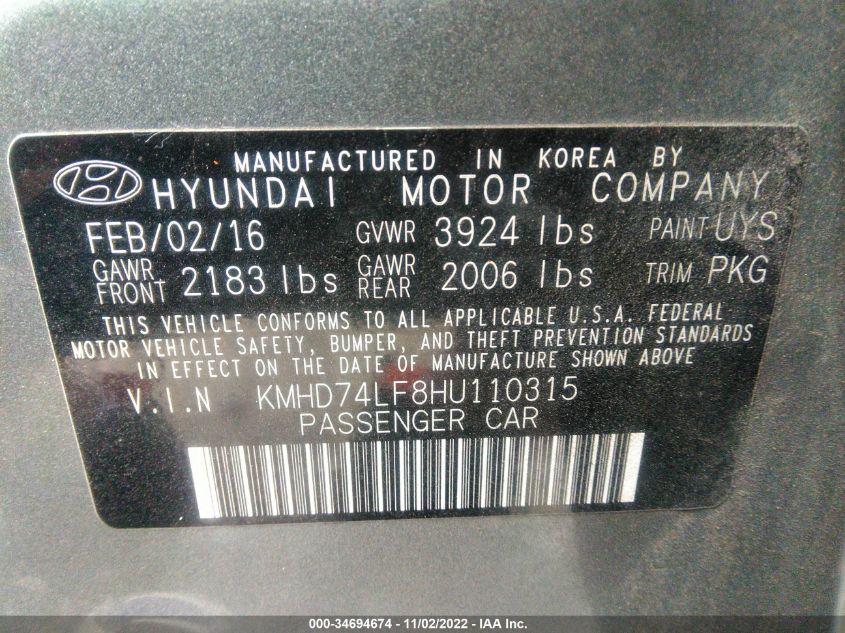 MANUFACTURED IN KOREA BY
HYUNDAI MOTOR COMPANY
FEB/02/16 GVWR 3924 lbs PAINT UYS
GAWR FRONT 2183 lbs GAWR REAR 2006 lbs TRIM PKG
THIS VEHICLE CONFORMS TO ALL APPLICABLE U.S.A. FEDERAL
MOTOR VEHICLE SAFETY, BUMPER, AND THEFT PREVENTION STANDARDS
IN EFFECT ON THE DATE OF MANUFACTURE SHOWN ABOVE
V.I.N KMHD74LF8HU110315
PASSENGER CAR
000-34694674 - 11/02/2022 - IAA Inc.